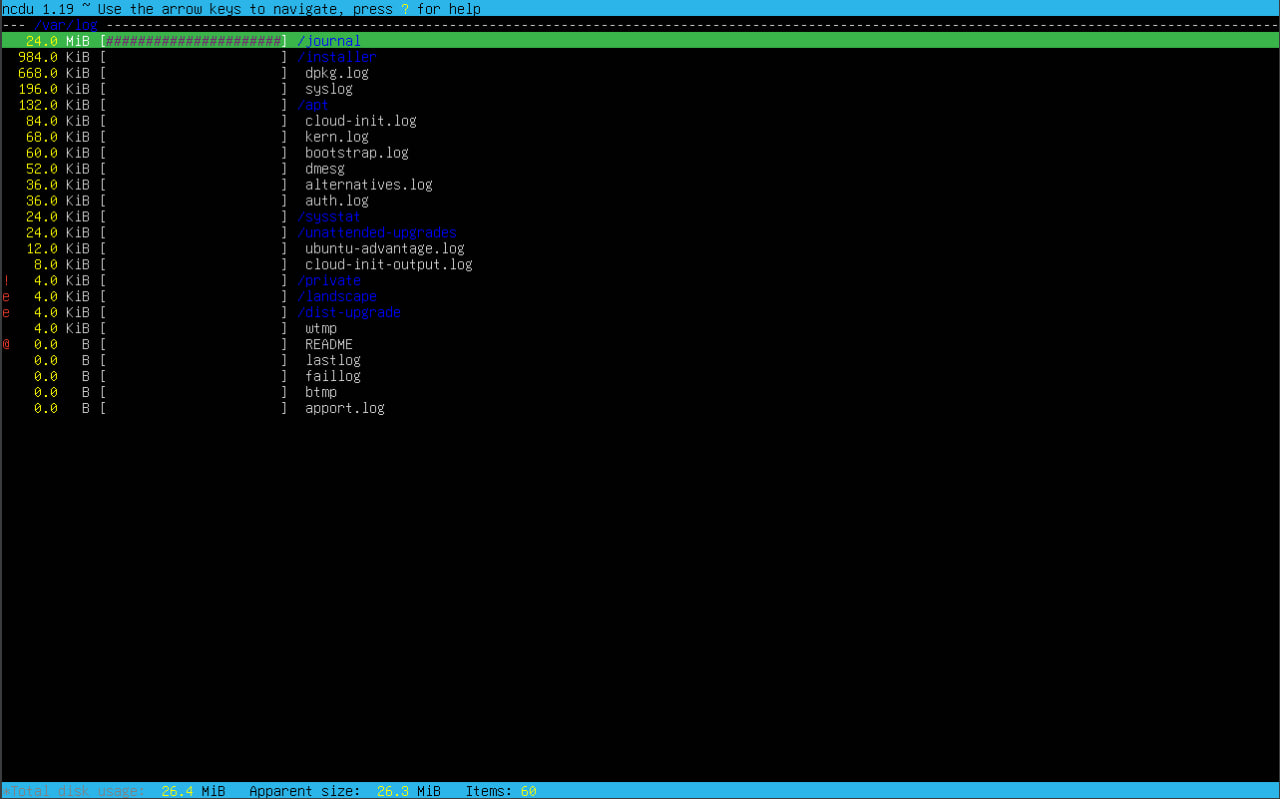 ncdu 1.19 ~ Use the arrow keys to navigate, press ? for help
--- /var/log ---------------------------------------------------------------------------------------------------------------------------------------------------
   24.0 MiB [######################] /journal
  984.0 KiB [                      ] /installer
  668.0 KiB [                      ]  dpkg.log
  196.0 KiB [                      ]  syslog
  132.0 KiB [                      ] /apt
   84.0 KiB [                      ]  cloud-init.log
   68.0 KiB [                      ]  kern.log
   60.0 KiB [                      ]  bootstrap.log
   52.0 KiB [                      ]  dmesg
   36.0 KiB [                      ]  alternatives.log
   36.0 KiB [                      ]  auth.log
   24.0 KiB [                      ] /sysstat
   24.0 KiB [                      ] /unattended-upgrades
   12.0 KiB [                      ]  ubuntu-advantage.log
    8.0 KiB [                      ]  cloud-init-output.log
!   4.0 KiB [                      ] /private
e   4.0 KiB [                      ] /landscape
e   4.0 KiB [                      ] /dist-upgrade
    4.0 KiB [                      ]  wtmp
@   0.0   B [                      ]  README
    0.0   B [                      ]  lastlog
    0.0   B [                      ]  faillog
    0.0   B [                      ]  btmp
    0.0   B [                      ]  apport.log
*Total disk usage:  26.4 MiB   Apparent size:  26.3 MiB   Items: 60